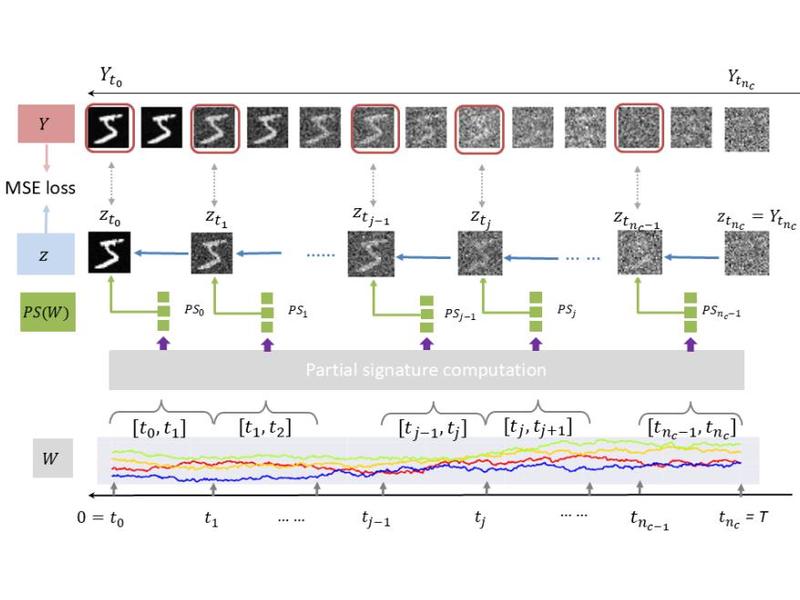 Y_{t_0} Y_{t_{n_c}}
Y
MSE loss
z_{t_0} z_{t_1} z_{t_{j-1}} z_{t_j} z_{t_{n_c-1}} z_{t_{n_c}} = Y_{t_{n_c}}
z ...... ... ...
PS(W) PS_0 PS_1 PS_{j-1} PS_j PS_{n_c-1}
Partial signature computation
[t_0, t_1] [t_1, t_2] [t_{j-1}, t_j] [t_j, t_{j+1}] [t_{n_c-1}, t_{n_c}]
W
0 = t_0 t_1 ... ... t_{j-1} t_j ... ... t_{n_c-1} t_{n_c} = T